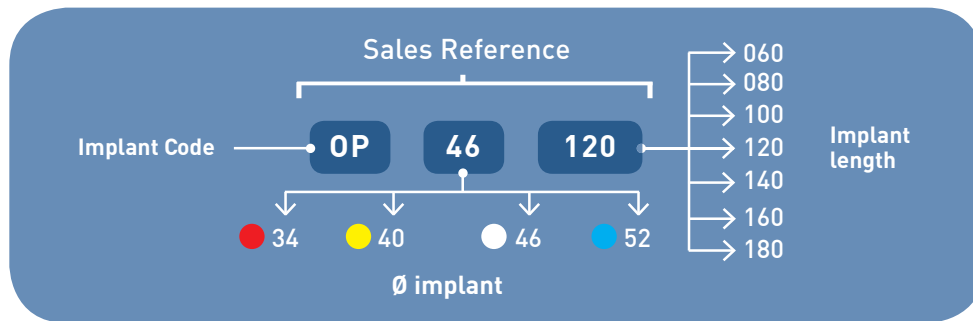 Sales Reference
Implant Code
OP
46
120
060
080
100
120
140
160
180
Implant
length
34
40
46
52
Ø implant